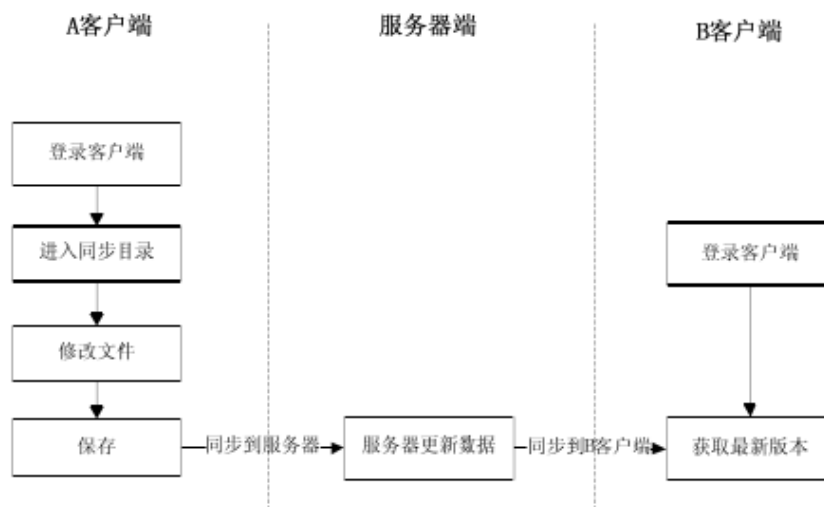 A客户端
服务器端
B客户端
登录客户端
进入同步目录
登录客户端
修改文件
保存
同步到服务器
服务器更新数据
同步到B客户端
获取最新版本